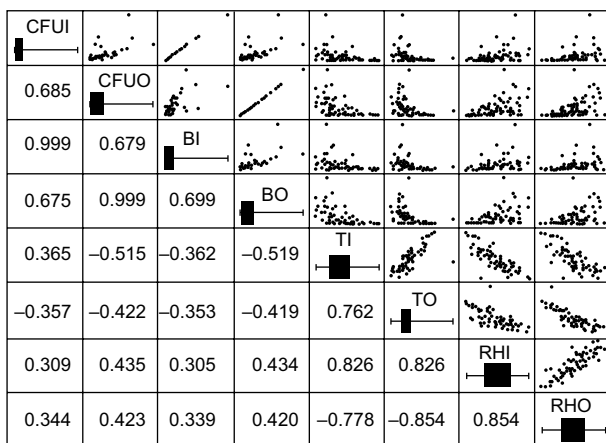 CFUI
0.685 CFUO
0.999 0.679 BI
0.675 0.999 0.699 BO
0.365 –0.515 –0.362 –0.519 TI
–0.357 –0.422 –0.353 –0.419 0.762 TO
0.309 0.435 0.305 0.434 0.826 0.826 RHI
0.344 0.423 0.339 0.420 –0.778 –0.854 0.854 RHO